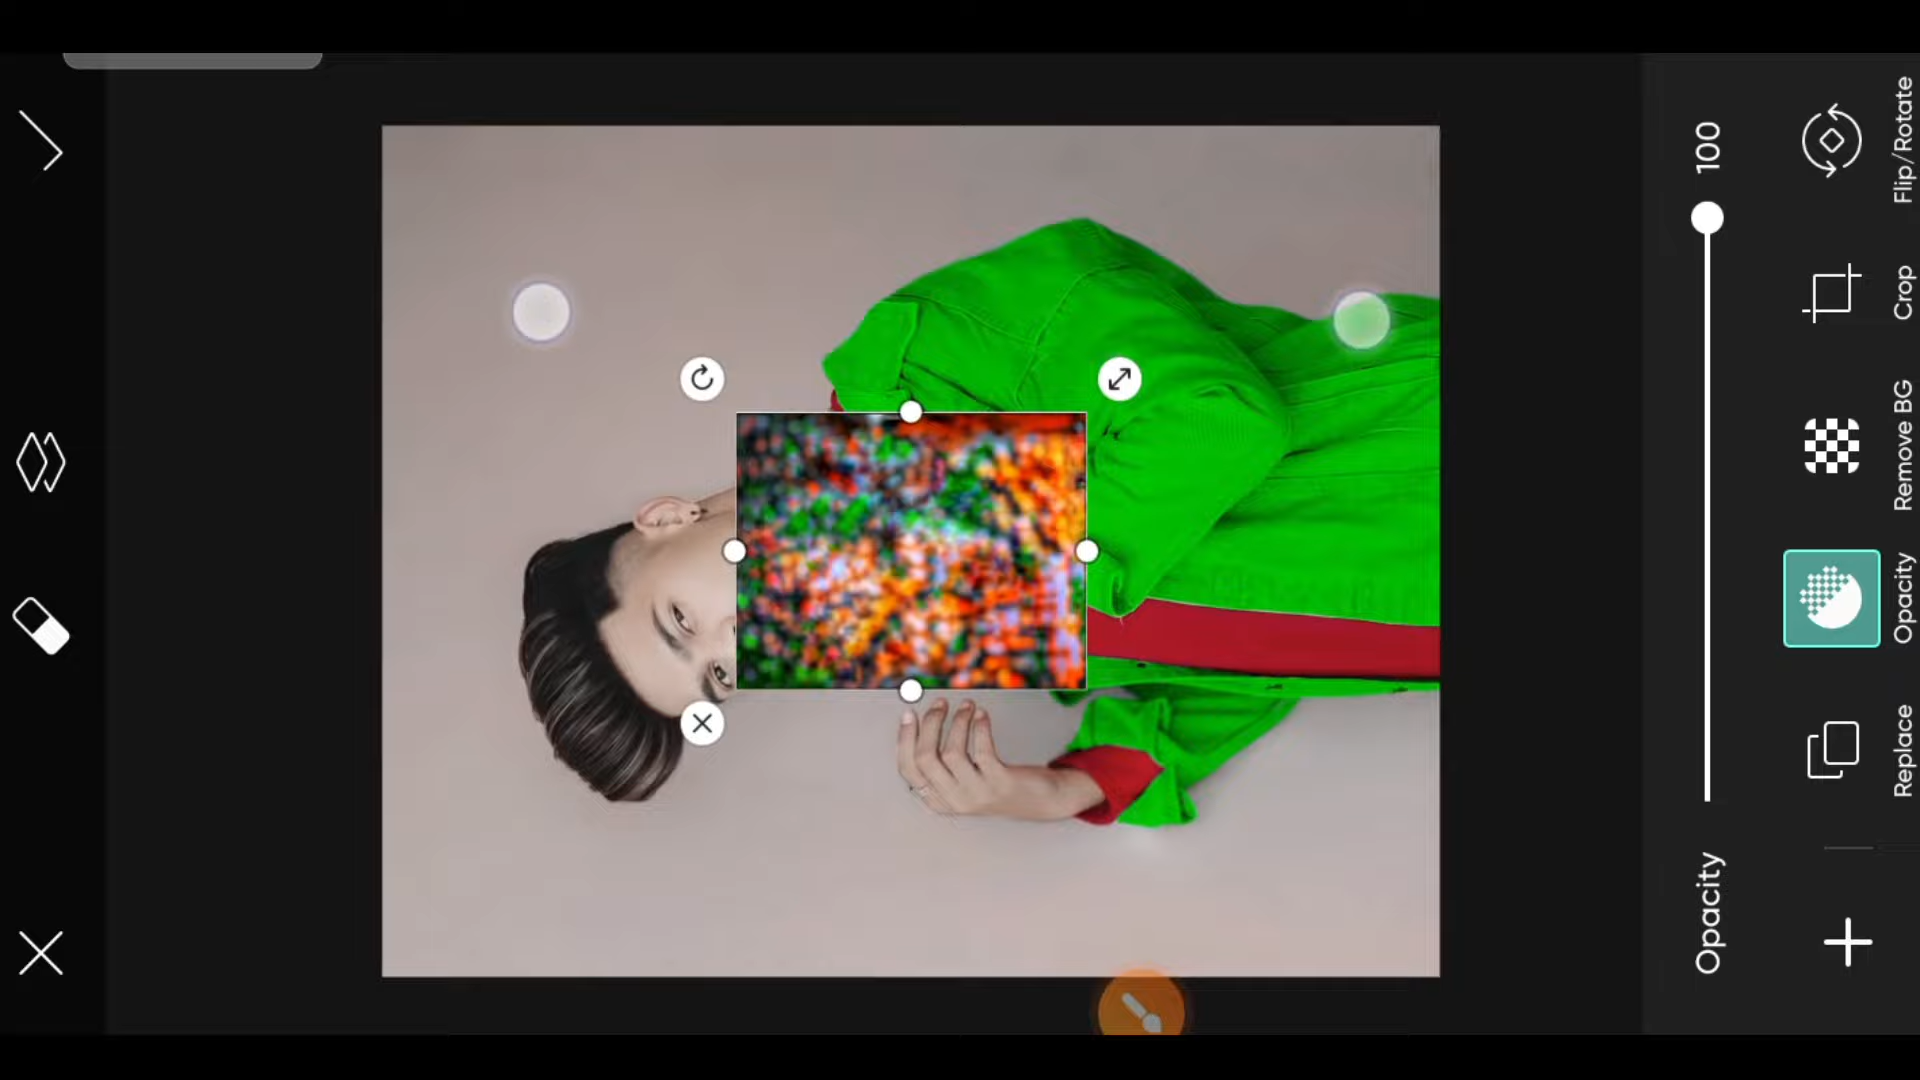 Flip/Rotate
Crop
Remove BG
Opacity
Replace
100
Opacity